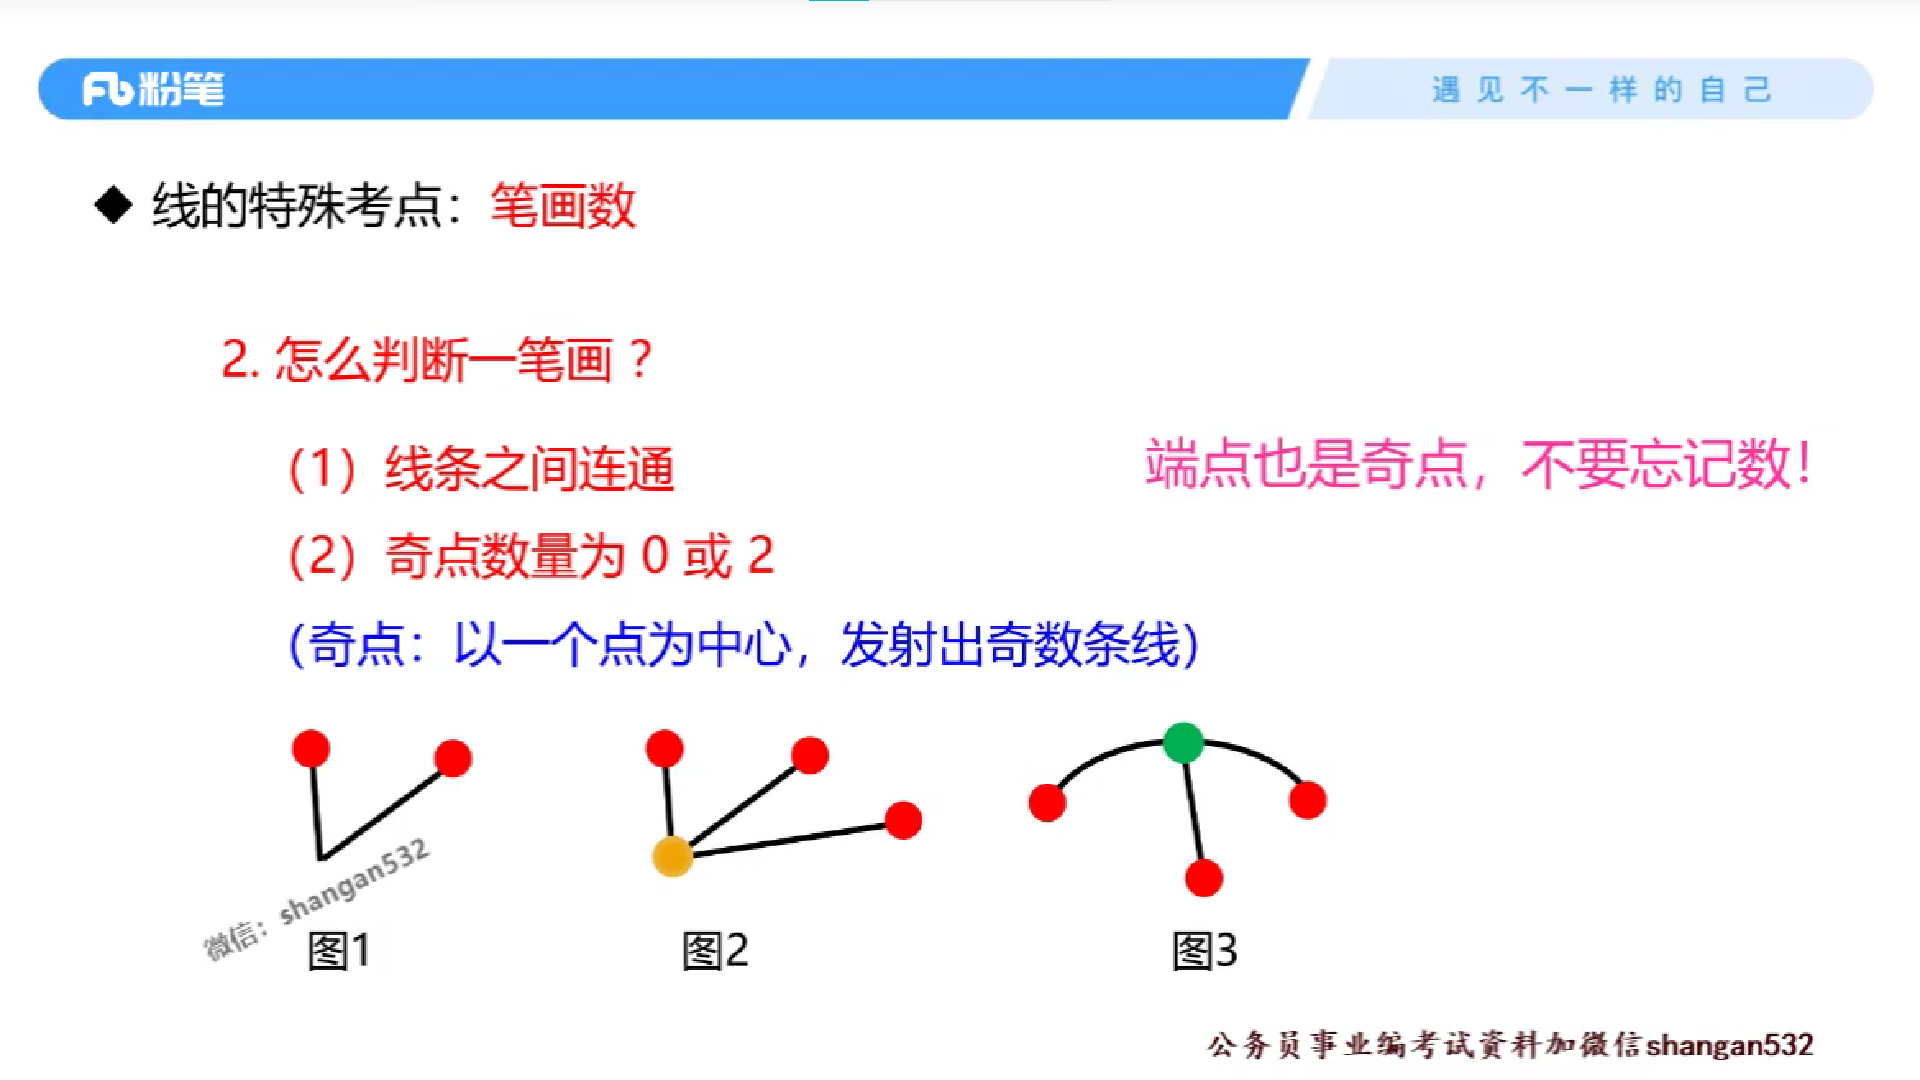 粉笔
遇见不一样的自己
◆ 线的特殊考点：笔画数
2. 怎么判断一笔画？
（1）线条之间连通
端点也是奇点，不要忘记数！
（2）奇点数量为 0 或 2
（奇点：以一个点为中心，发射出奇数条线）
微信：shangan532
图1
图2
图3
公务员事业编考试资料加微信shangan532